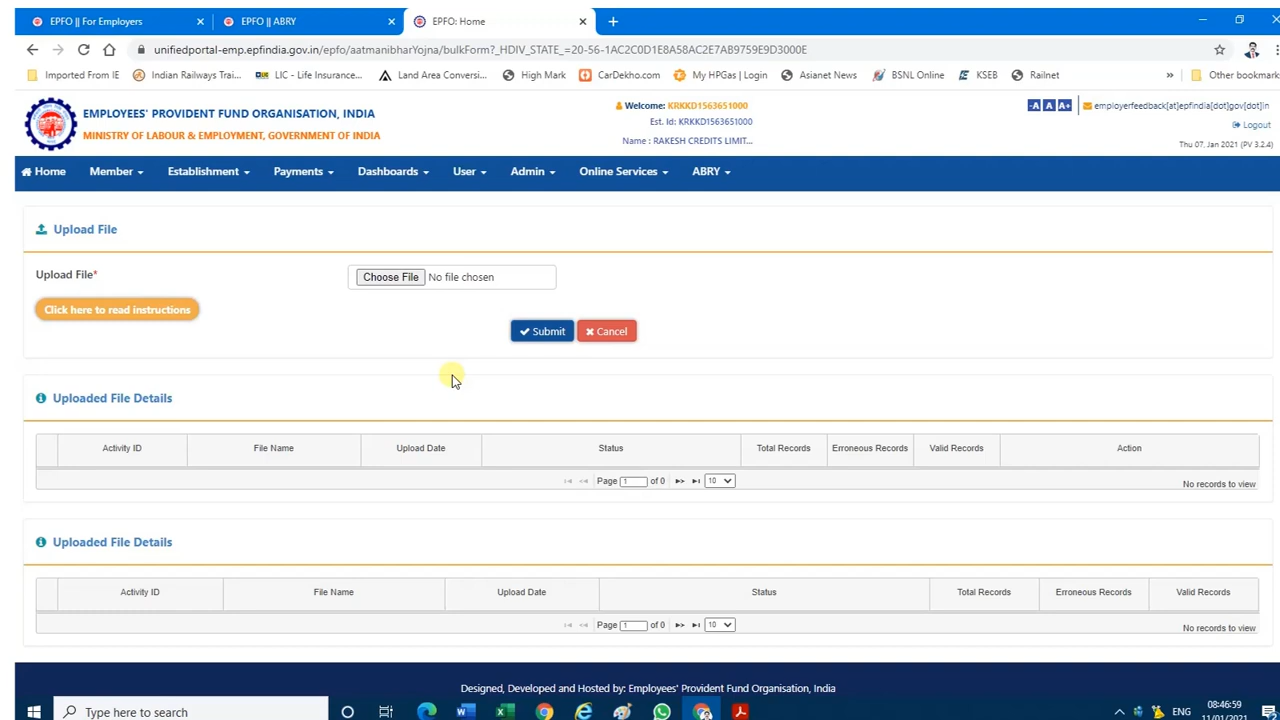 EPFO || For Employers
EPFO || ABRY
EPFO: Home
unifiedportal-emp.epfindia.gov.in/epfo/aatmanibharYojna/bulkForm?_HDIV_STATE_=20-56-1AC2C0D1E8A58AC2E7AB9759E9D3000E
Imported From IE Indian Railways Trai... LIC - Life Insurance... Land Area Conversi... High Mark CarDekho.com My HPGas | Login Asianet News BSNL Online KSEB Railnet » Other bookmark
EMPLOYEES' PROVIDENT FUND ORGANISATION, INDIA
MINISTRY OF LABOUR & EMPLOYMENT, GOVERNMENT OF INDIA
Welcome: KRKKD1563651000
Est. Id: KRKKD1563651000
Name : RAKESH CREDITS LIMIT...
-A A A+ employerfeedback[at]epfindia[dot]gov[dot]in
Logout
Thu 07, Jan 2021 (PV 3.2.4)
Home Member Establishment Payments Dashboards User Admin Online Services ABRY
Upload File
Upload File* Choose File No file chosen
Click here to read instructions
Submit Cancel
Uploaded File Details
Activity ID File Name Upload Date Status Total Records Erroneous Records Valid Records Action
Page 1 of 0 10 No records to view
Uploaded File Details
Activity ID File Name Upload Date Status Total Records Erroneous Records Valid Records
Page 1 of 0 10 No records to view
Designed, Developed and Hosted by: Employees' Provident Fund Organisation, India
Type here to search
ENG
08:46:59
11/01/2021